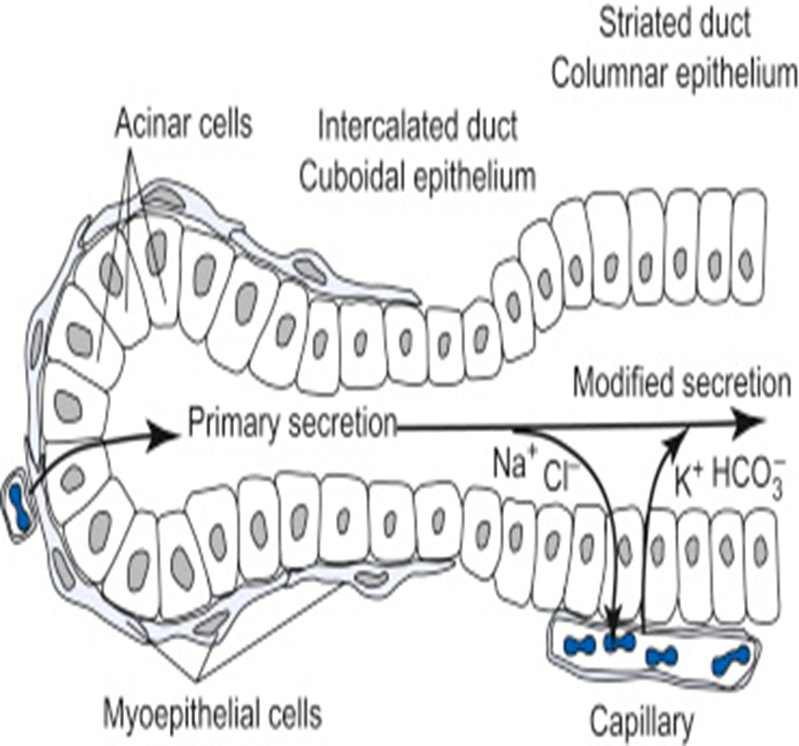 Striated duct
Columnar epithelium
Acinar cells
Intercalated duct
Cuboidal epithelium
Modified secretion
Primary secretion
Na⁺ Cl⁻
K⁺ HCO₃⁻
Myoepithelial cells
Capillary